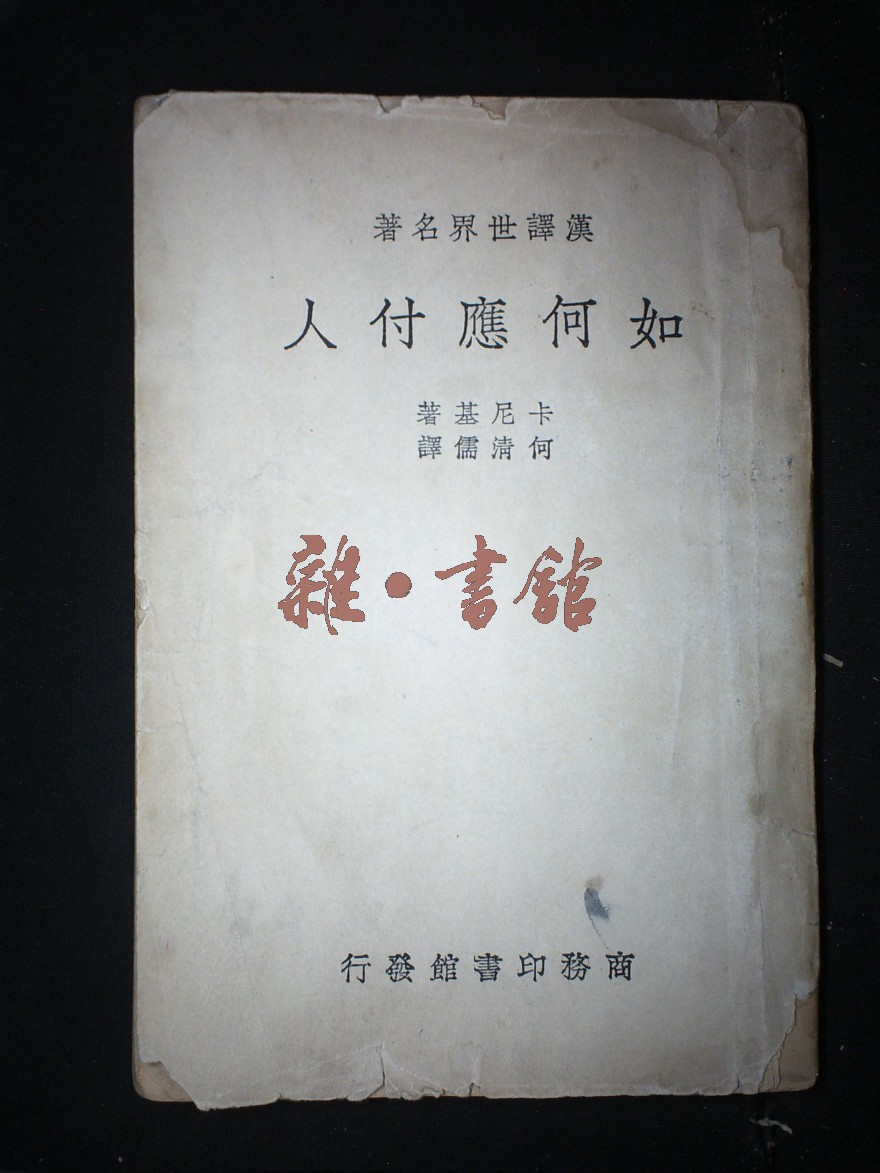 漢譯世界名著
如何應付人
卡尼基著
何清儒譯
雜·書館
商務印書館發行